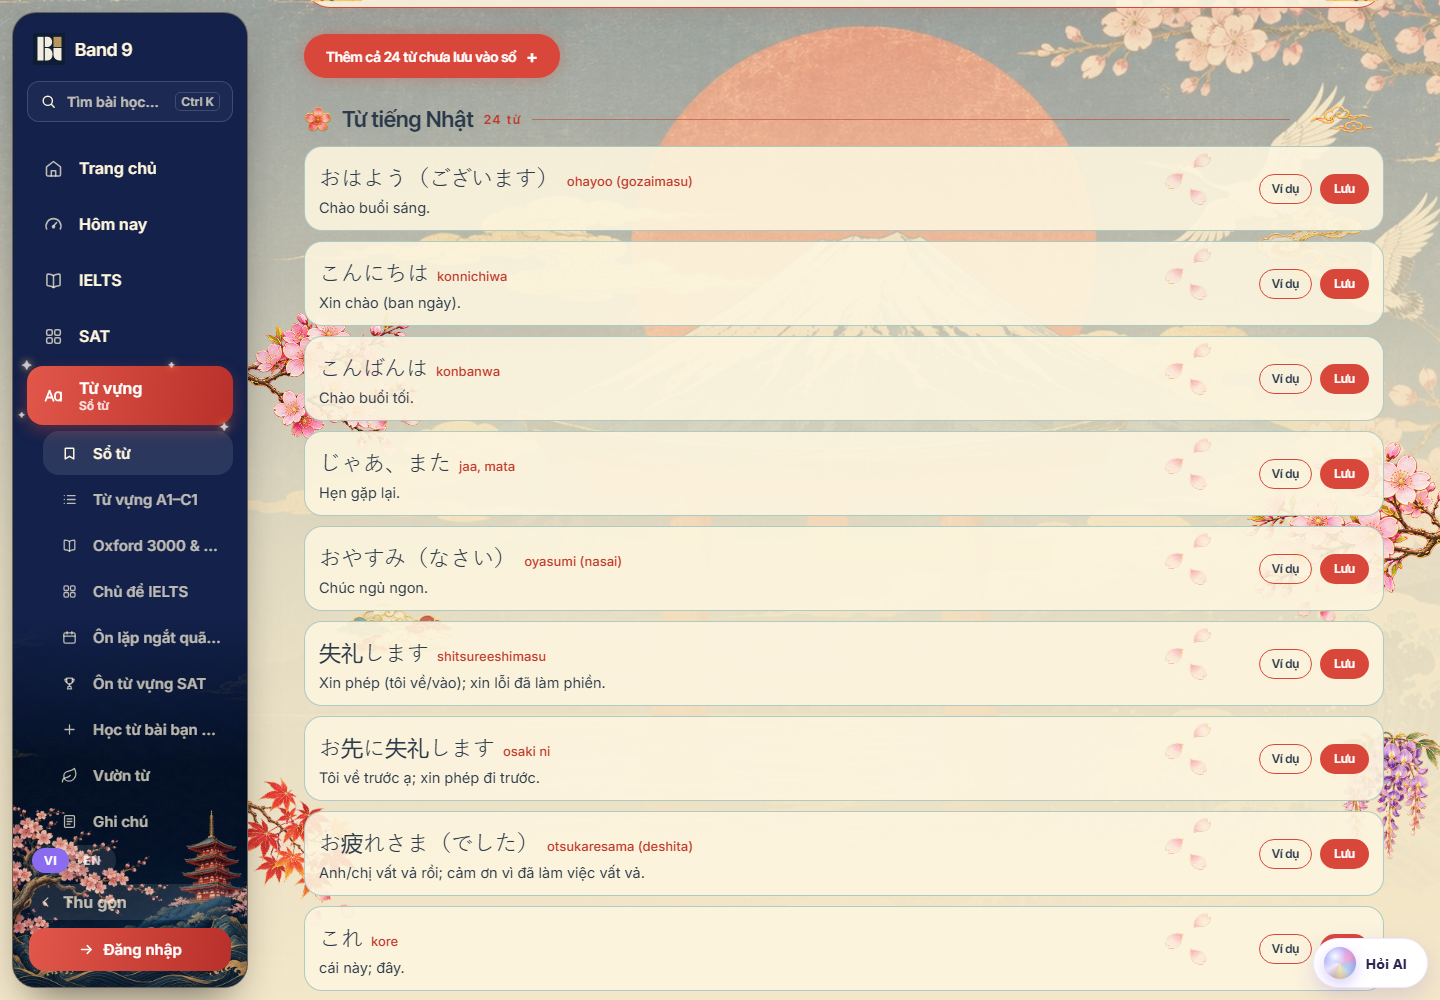 Band 9
Tìm bài học... Ctrl K
Trang chủ
Hôm nay
IELTS
SAT
Từ vựng
Sổ từ
Sổ từ
Từ vựng A1–C1
Oxford 3000 & ...
Chủ đề IELTS
Ôn lặp ngắt quã...
Ôn từ vựng SAT
Học từ bài bạn ...
Vườn từ
Ghi chú
VI EN
Thu gọn
Đăng nhập
Thêm cả 24 từ chưa lưu vào sổ +
Từ tiếng Nhật 24 từ
おはよう（ございます） ohayoo (gozaimasu)
Chào buổi sáng.
Ví dụ Lưu
こんにちは konnichiwa
Xin chào (ban ngày).
Ví dụ Lưu
こんばんは konbanwa
Chào buổi tối.
Ví dụ Lưu
じゃあ、また jaa, mata
Hẹn gặp lại.
Ví dụ Lưu
おやすみ（なさい） oyasumi (nasai)
Chúc ngủ ngon.
Ví dụ Lưu
失礼します shitsureeshimasu
Xin phép (tôi về/vào); xin lỗi đã làm phiền.
Ví dụ Lưu
お先に失礼します osaki ni
Tôi về trước ạ; xin phép đi trước.
Ví dụ Lưu
お疲れさま（でした） otsukaresama (deshita)
Anh/chị vất vả rồi; cảm ơn vì đã làm việc vất vả.
Ví dụ Lưu
これ kore
cái này; đây.
Ví dụ
Hỏi AI